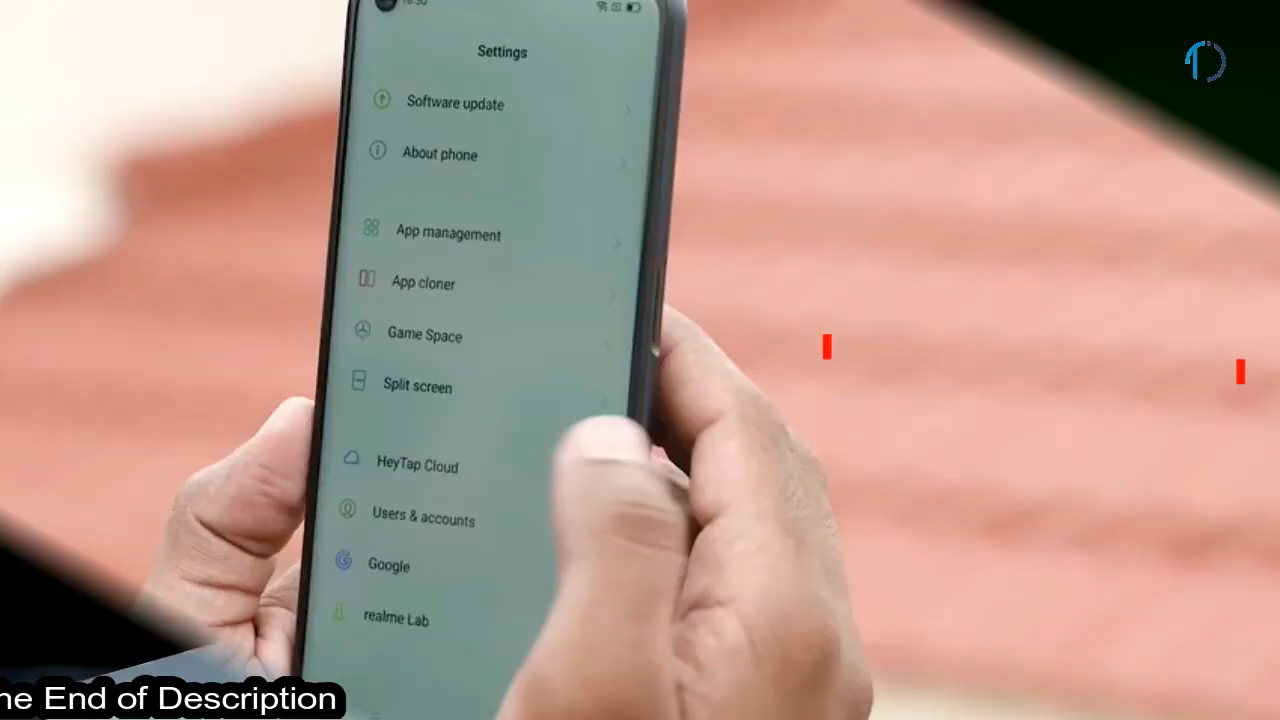 Settings
Software update
About phone
App management
App cloner
Game Space
Split screen
HeyTap Cloud
Users & accounts
Google
realme Lab
End of Description